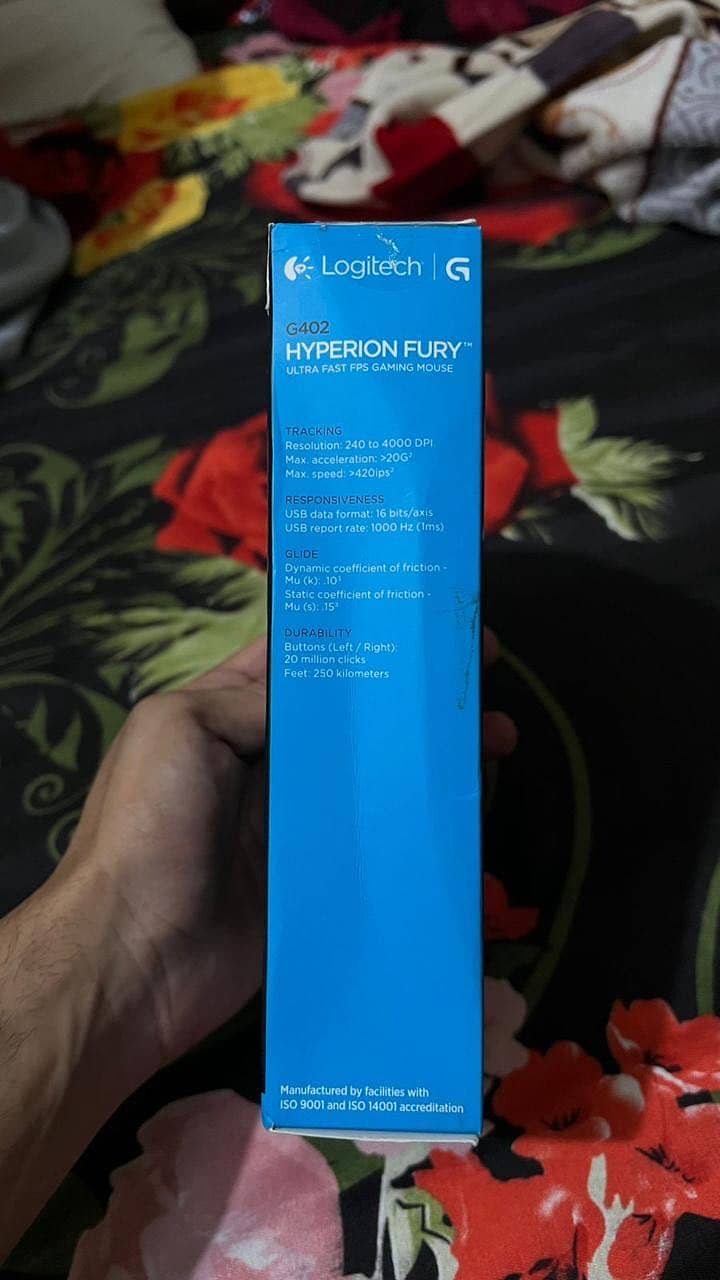 Logitech | G
G402
HYPERION FURY™
ULTRA FAST FPS GAMING MOUSE
TRACKING
Resolution: 240 to 4000 DPI
Max. acceleration: >20G²
Max. speed: >420ips²
RESPONSIVENESS
USB data format: 16 bits/axis
USB report rate: 1000 Hz (1ms)
GLIDE
Dynamic coefficient of friction -
Mu (k): .10³
Static coefficient of friction -
Mu (s): .15³
DURABILITY
Buttons (Left / Right):
20 million clicks
Feet: 250 kilometers
Manufactured by facilities with
ISO 9001 and ISO 14001 accreditation